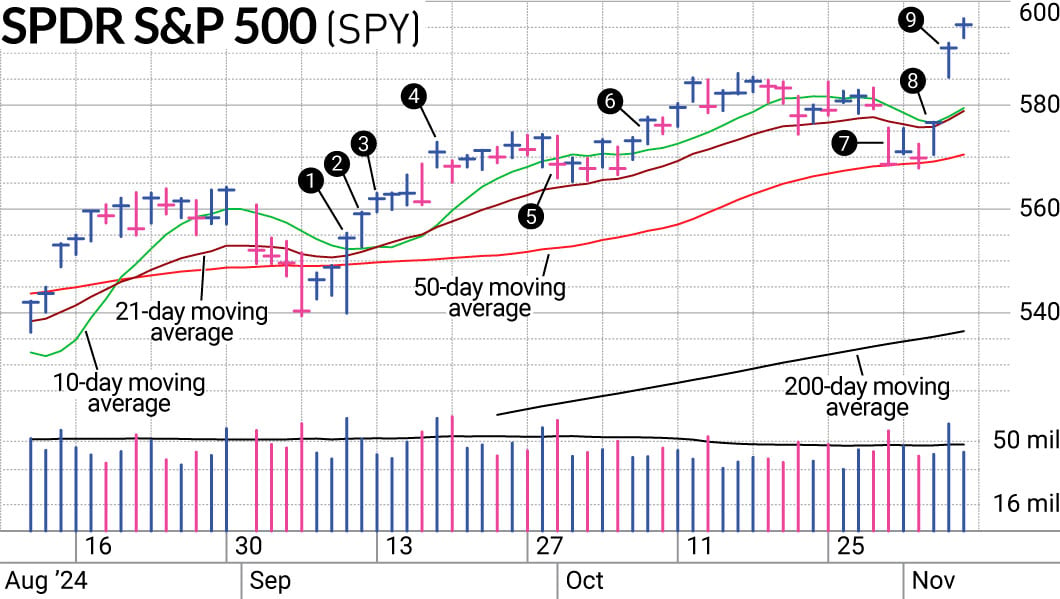 SPDR S&P 500 (SPY)
600
9
8
4
6
580
3
2
7
1
560
5
50-day moving
average
21-day moving
average
540
10-day moving
average
200-day moving
average
50 mil
16 mil
16 30 13 27 11 25
Aug ’24 Sep Oct Nov